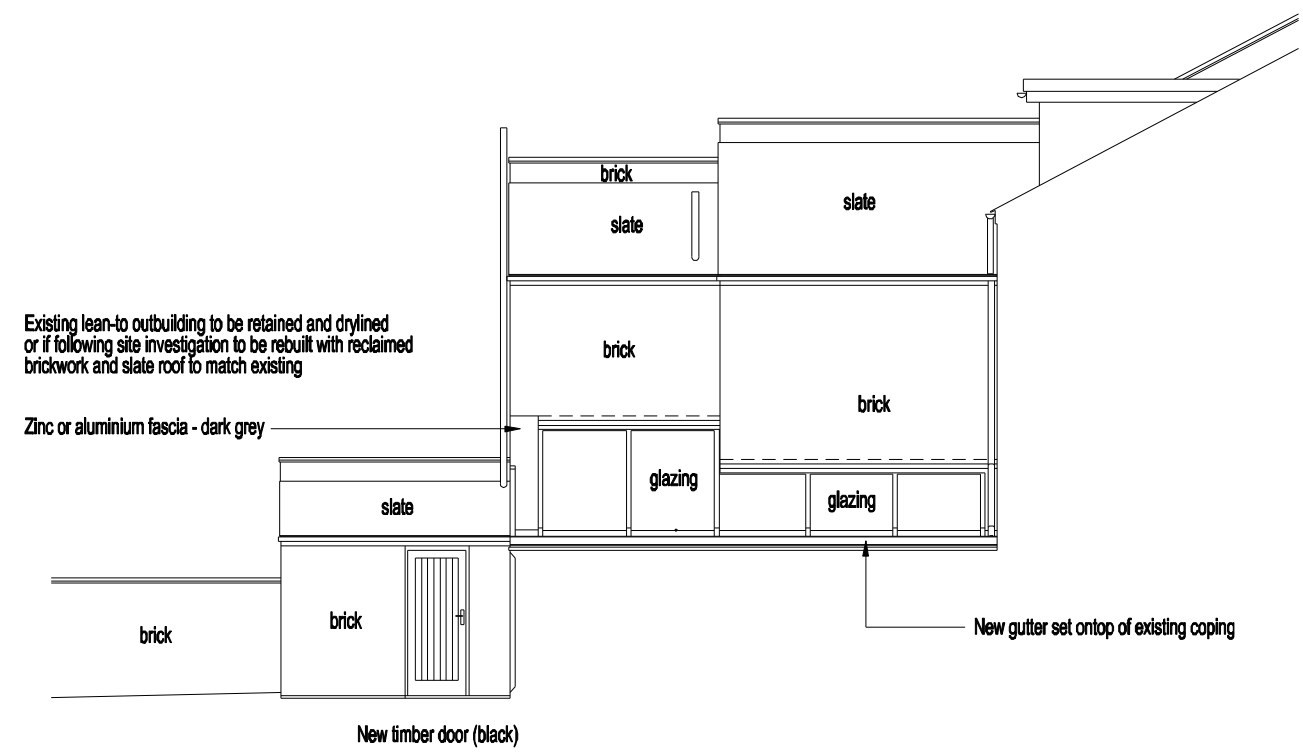 brick
slate
slate
Existing lean-to outbuilding to be retained and drylined
or if following site investigation to be rebuilt with reclaimed
brickwork and slate roof to match existing
brick
brick
Zinc or aluminium fascia - dark grey
glazing
glazing
slate
brick
brick
New gutter set ontop of existing coping
New timber door (black)